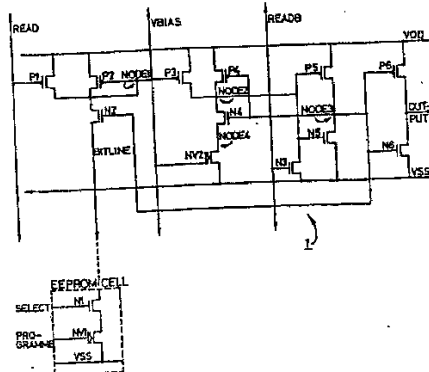 READ
VBIAS
READB
VDD
P1
P2
NODE1
P3
P4
P5
P6
NODE2
NODE3
N2
N4
BITLINE
NODE4
N5
OUT-
PUT
NV2
N3
N6
VSS
1
EEPROM CELL
SELECT
N1
PRO-
GRAMME
NV1
VSS